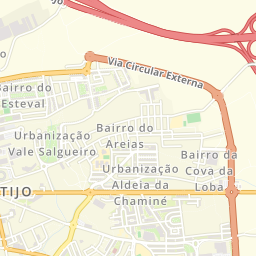 Via Circular Externa
Bairro do
Esteval
Urbanização
Vale Salgueiro
Bairro do
Areias
Bairro da
Cova da
Loba
Urbanização
Aldeia da
Chaminé
TIJO